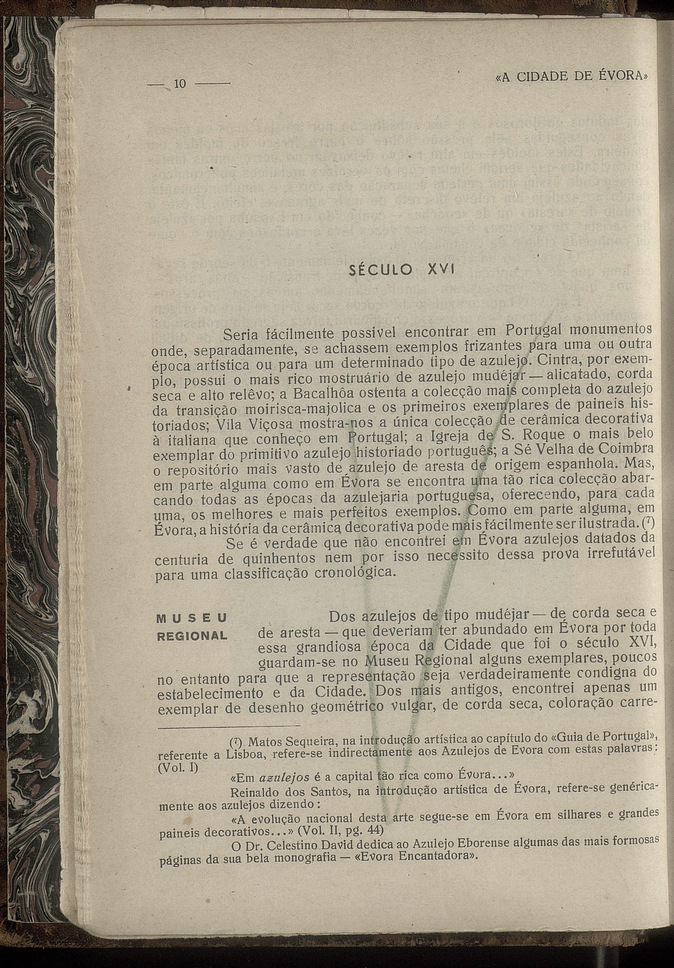 — 10 —
«A CIDADE DE ÉVORA»
SÉCULO XVI
Seria fácilmente possivel encontrar em Portugal monumentos
onde, separadamente, se achassem exemplos frizantes para uma ou outra
época artística ou para um determinado tipo de azulejo. Cintra, por exem-
plo, possui o mais rico mostruário de azulejo mudéjar — alicatado, corda
seca e alto relêvo; a Bacalhôa ostenta a colecção mais completa do azulejo
da transição moirisca-majolica e os primeiros exemplares de paineis his-
toriados; Vila Viçosa mostra-nos a única colecção de cerâmica decorativa
à italiana que conheço em Portugal; a Igreja de S. Roque o mais belo
exemplar do primitivo azulejo historiado português; a Sé Velha de Coimbra
o repositório mais vasto de azulejo de aresta de origem espanhola. Mas,
em parte alguma como em Évora se encontra uma tão rica colecção abar-
cando todas as épocas da azulejaria portuguesa, oferecendo, para cada
uma, os melhores e mais perfeitos exemplos. Como em parte alguma, em
Évora, a história da cerâmica decorativa pode mais fácilmente ser ilustrada. (7)
Se é verdade que não encontrei em Évora azulejos datados da
centuria de quinhentos nem por isso necessito dessa prova irrefutável
para uma classificação cronológica.
MUSEU
REGIONAL
Dos azulejos de tipo mudéjar — de corda seca e
de aresta — que deveriam ter abundado em Évora por toda
essa grandiosa época da Cidade que foi o século XVI,
guardam-se no Museu Regional alguns exemplares, poucos
no entanto para que a representação seja verdadeiramente condigna do
estabelecimento e da Cidade. Dos mais antigos, encontrei apenas um
exemplar de desenho geométrico vulgar, de corda seca, coloração carre-
(7) Matos Sequeira, na introdução artística ao capítulo do «Guia de Portugal»,
referente a Lisboa, refere-se indirectamente aos Azulejos de Evora com estas palavras:
(Vol. I)
«Em azulejos é a capital tão rica como Évora...»
Reinaldo dos Santos, na introdução artística de Évora, refere-se genérica-
mente aos azulejos dizendo:
«A evolução nacional desta arte segue-se em Évora em silhares e grandes
paineis decorativos...» (Vol. II, pg. 44)
O Dr. Celestino David dedica ao Azulejo Eborense algumas das mais formosas
páginas da sua bela monografia — «Evora Encantadora».